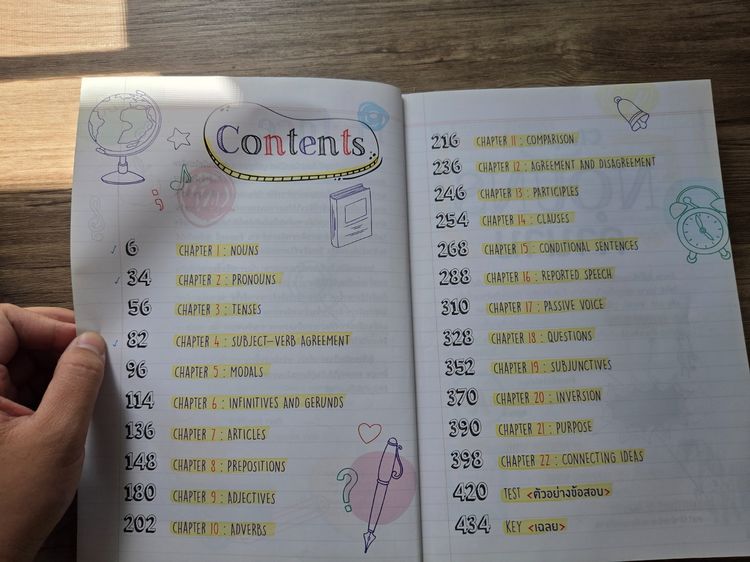 Contents
6 CHAPTER 1 : NOUNS
34 CHAPTER 2 : PRONOUNS
56 CHAPTER 3 : TENSES
82 CHAPTER 4 : SUBJECT-VERB AGREEMENT
96 CHAPTER 5 : MODALS
114 CHAPTER 6 : INFINITIVES AND GERUNDS
136 CHAPTER 7 : ARTICLES
148 CHAPTER 8 : PREPOSITIONS
180 CHAPTER 9 : ADJECTIVES
202 CHAPTER 10 : ADVERBS
216 CHAPTER 11 : COMPARISON
236 CHAPTER 12 : AGREEMENT AND DISAGREEMENT
246 CHAPTER 13 : PARTICIPLES
254 CHAPTER 14 : CLAUSES
268 CHAPTER 15 : CONDITIONAL SENTENCES
288 CHAPTER 16 : REPORTED SPEECH
310 CHAPTER 17 : PASSIVE VOICE
328 CHAPTER 18 : QUESTIONS
352 CHAPTER 19 : SUBJUNCTIVES
370 CHAPTER 20 : INVERSION
390 CHAPTER 21 : PURPOSE
398 CHAPTER 22 : CONNECTING IDEAS
420 TEST <ตัวอย่างข้อสอบ>
434 KEY <เฉลย>